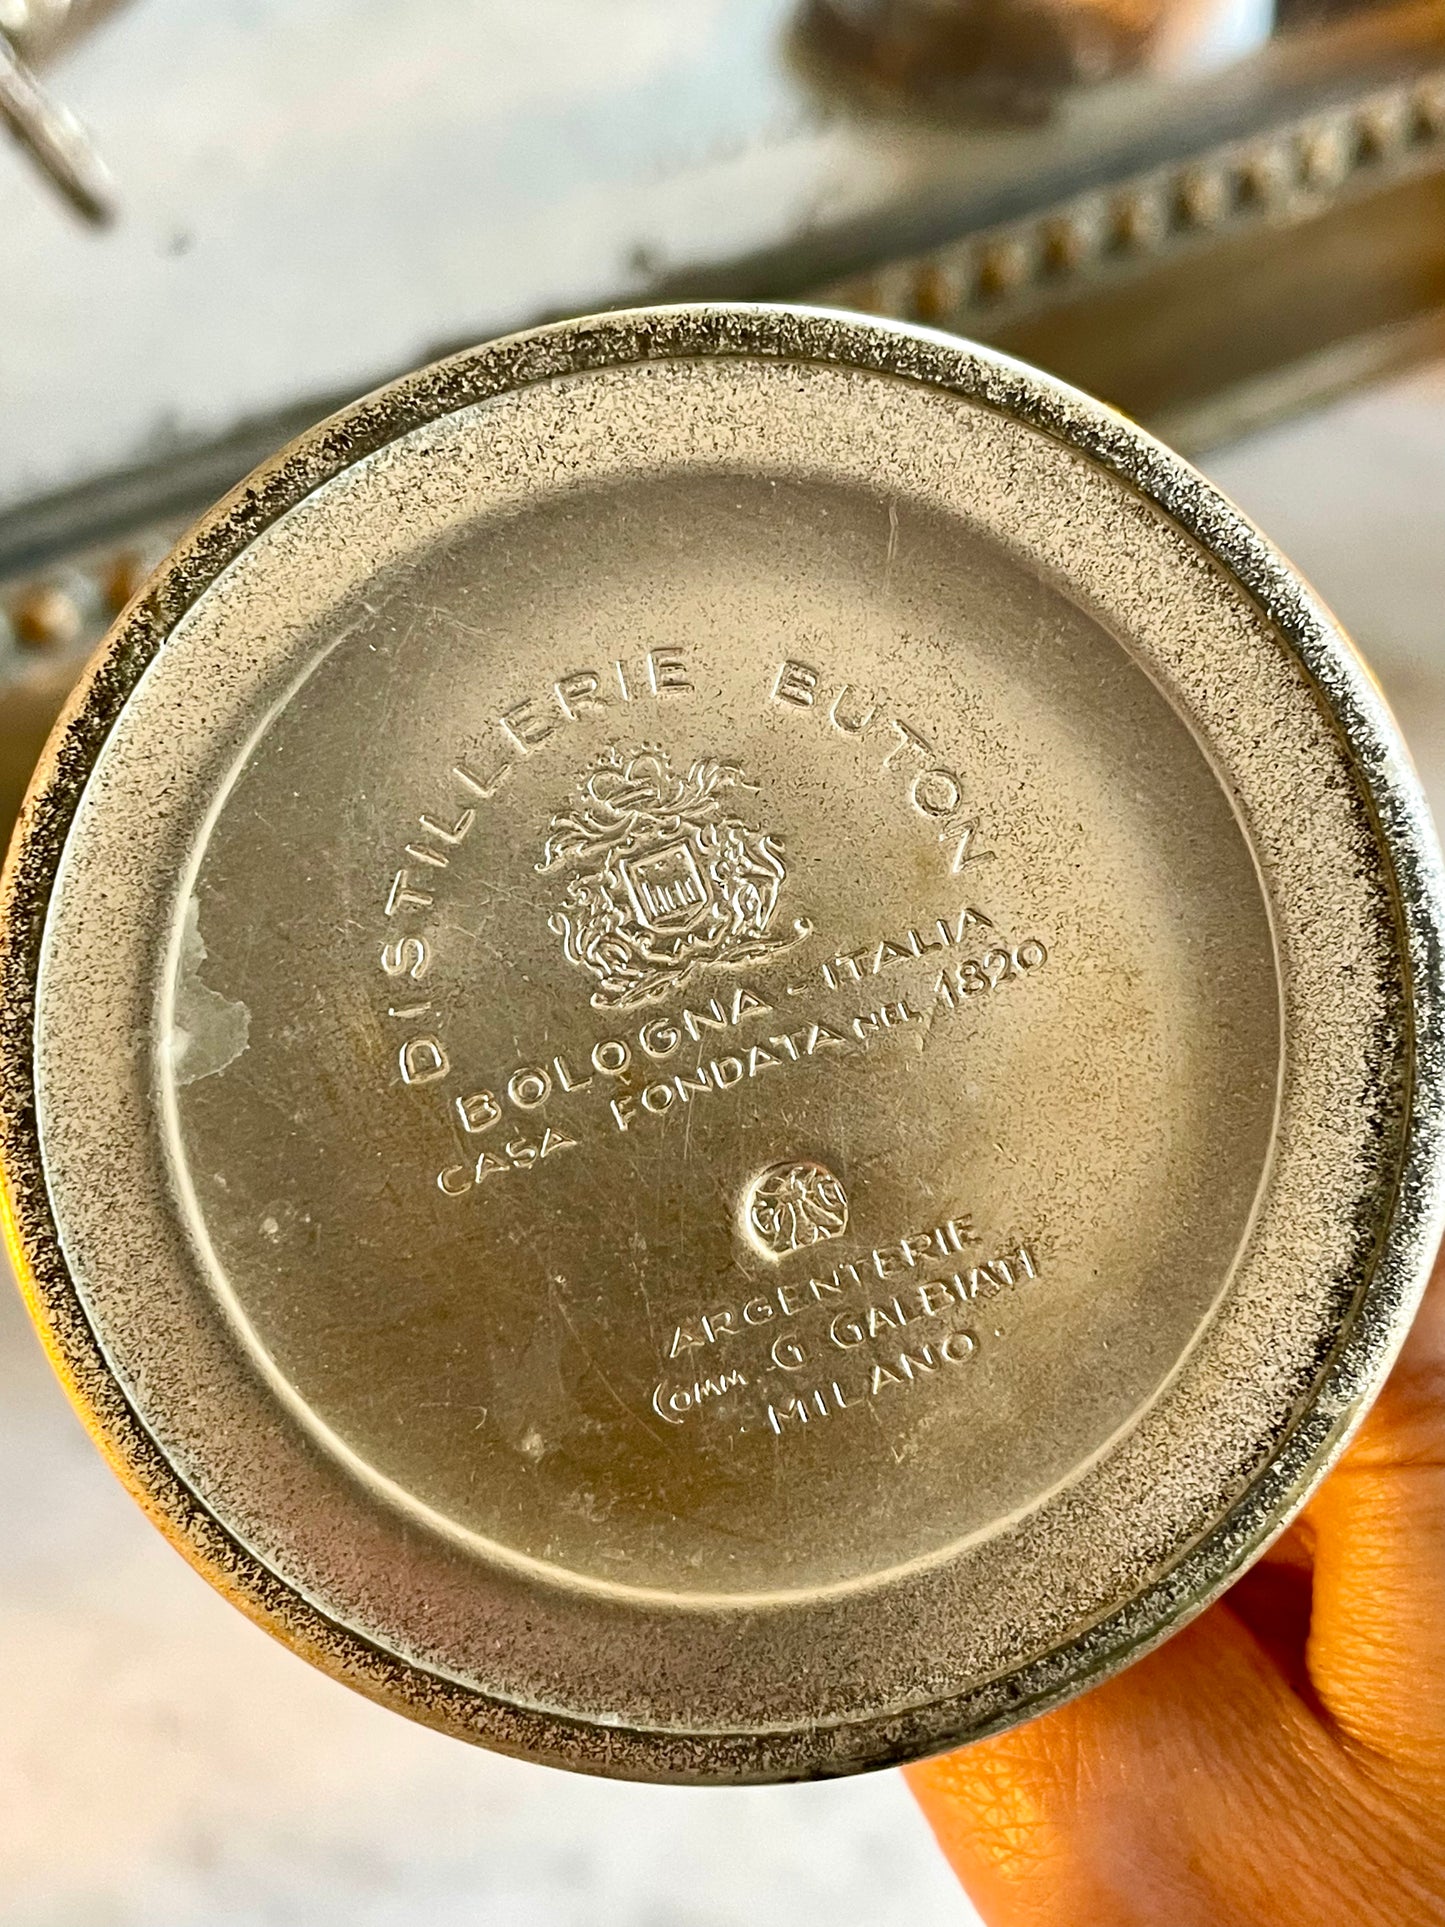 DISTILLERIE BUTON
BOLOGNA - ITALIA
CASA FONDATA NEL 1820
G G
ARGENTERIE
COMM. G GALBIATI
· MILANO ·